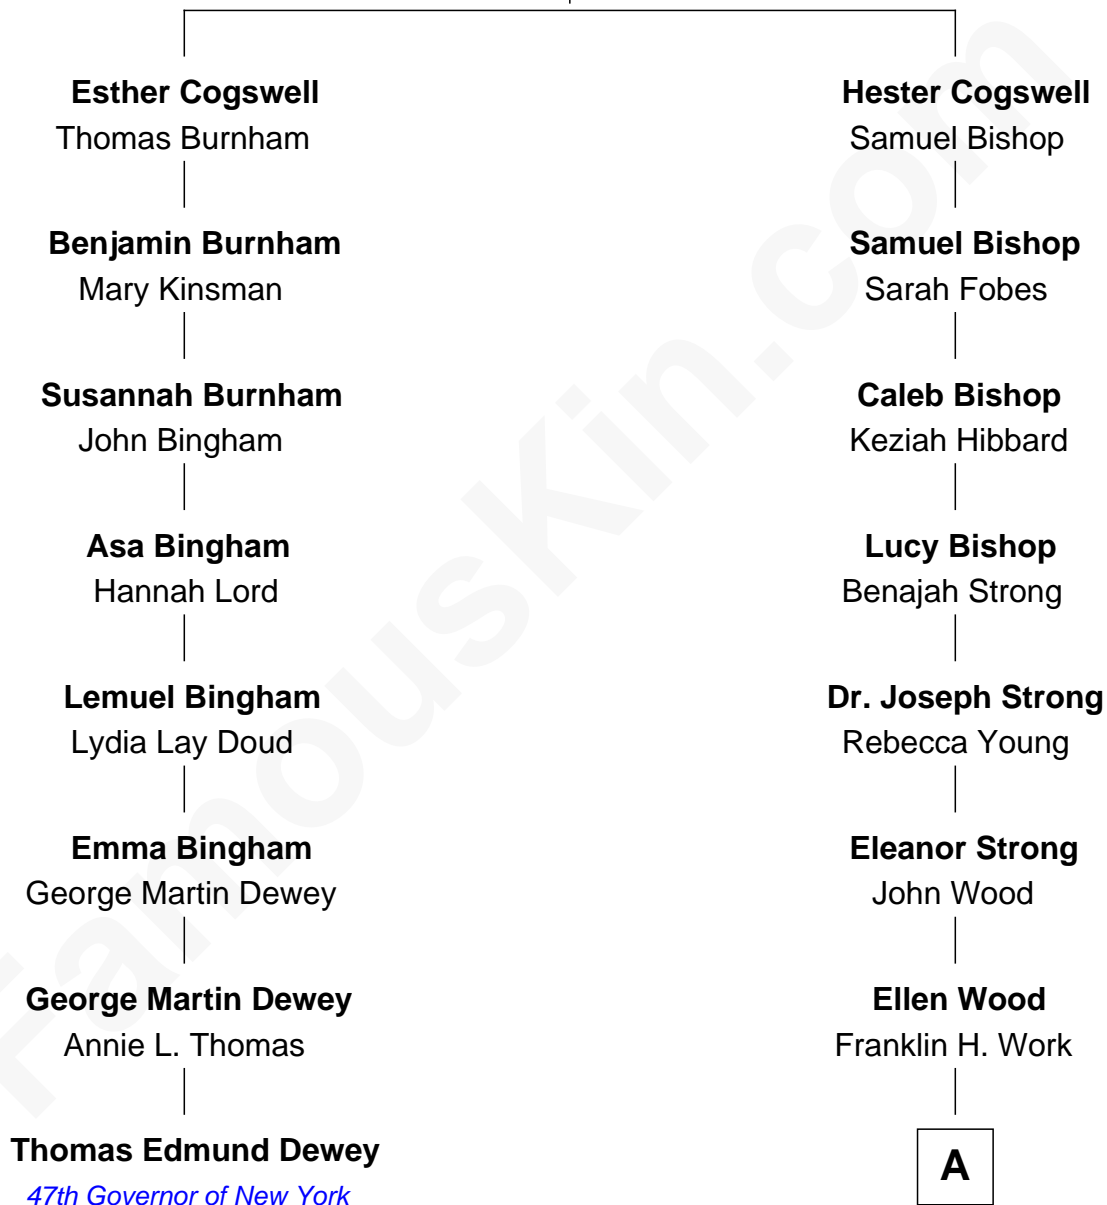 Esther Cogswell
Thomas Burnham
Benjamin Burnham
Mary Kinsman
Susannah Burnham
John Bingham
Asa Bingham
Hannah Lord
Lemuel Bingham
Lydia Lay Doud
Emma Bingham
George Martin Dewey
George Martin Dewey
Annie L. Thomas
Thomas Edmund Dewey
47th Governor of New York
Hester Cogswell
Samuel Bishop
Samuel Bishop
Sarah Fobes
Caleb Bishop
Keziah Hibbard
Lucy Bishop
Benajah Strong
Dr. Joseph Strong
Rebecca Young
Eleanor Strong
John Wood
Ellen Wood
Franklin H. Work
A
FamousKin.com